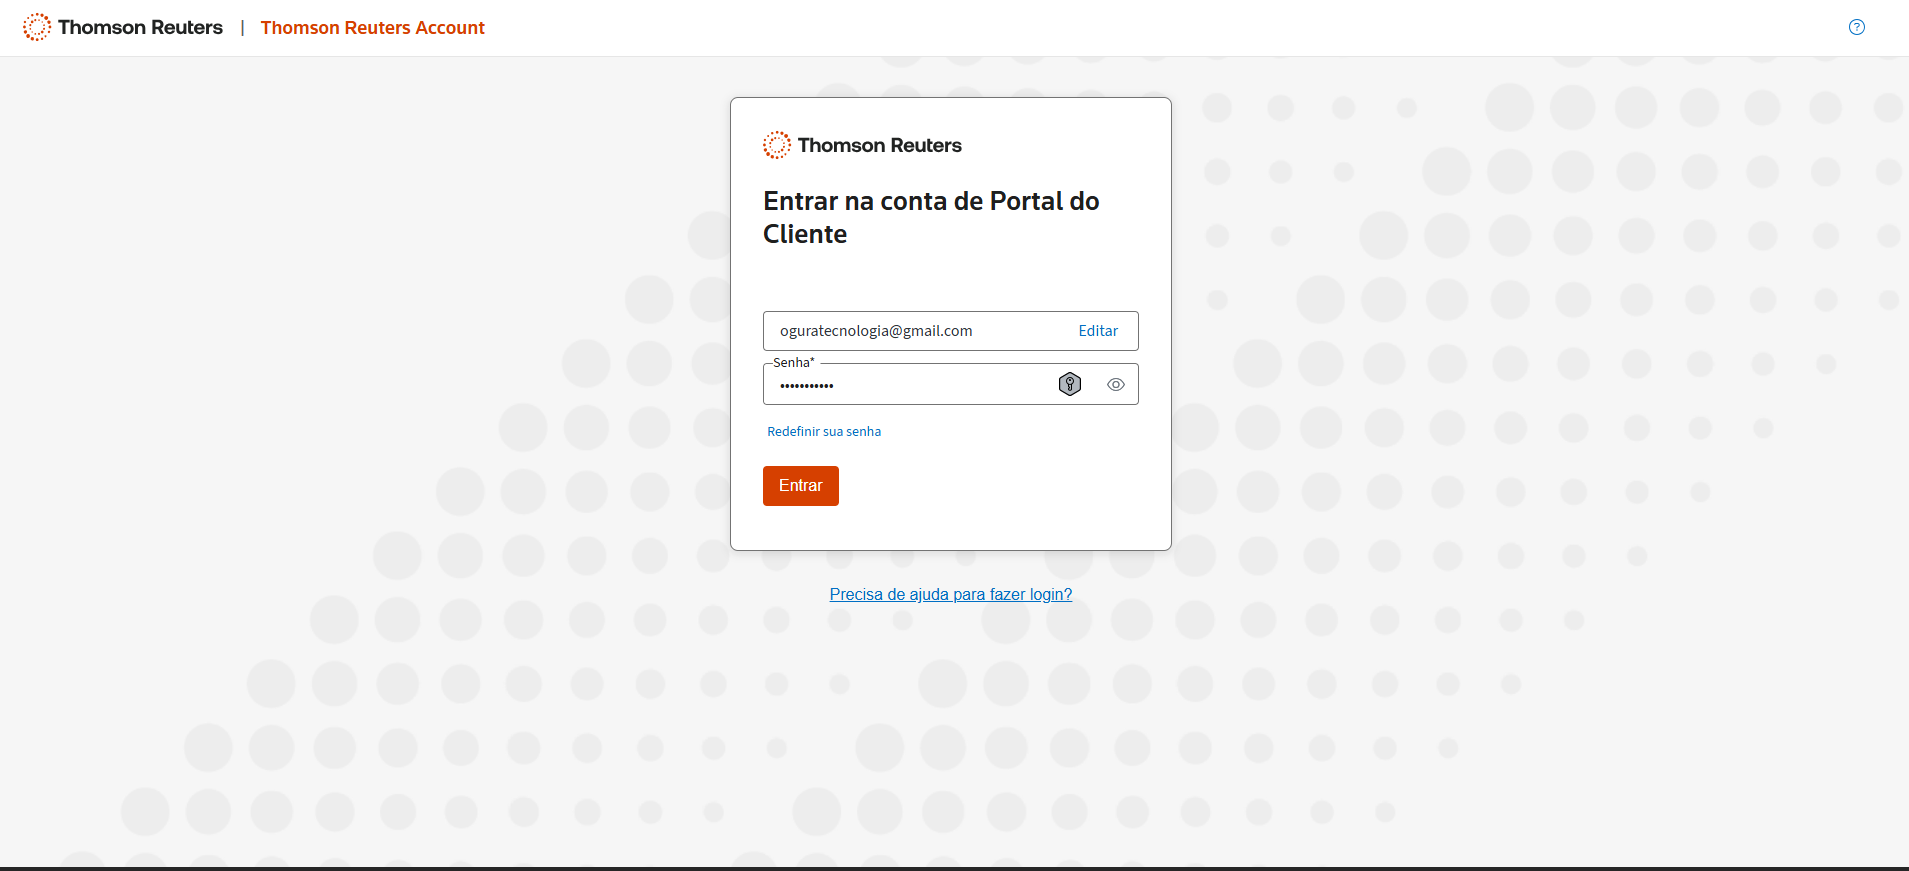 Thomson Reuters | Thomson Reuters Account
Thomson Reuters
Entrar na conta de Portal do
Cliente
oguratecnologia@gmail.com Editar
Senha*
•••••••••••
Redefinir sua senha
Entrar
Precisa de ajuda para fazer login?